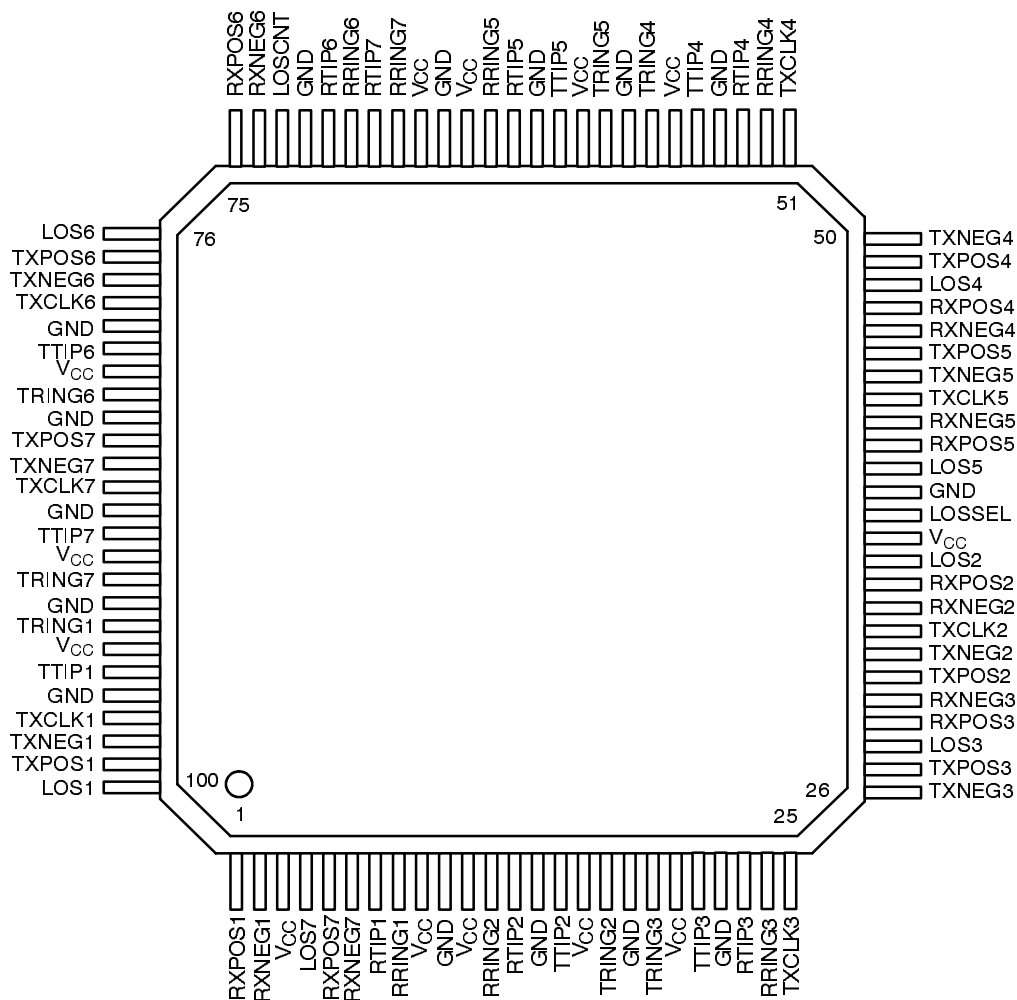 RXPOS6
RXNEG6
LOSCNT
GND
RTIP6
RRING6
RTIP7
RRING7
VCC
GND
VCC
RRING5
RTIP5
GND
TTIP5
VCC
TRING5
GND
TRING4
VCC
TTIP4
GND
RTIP4
RRING4
TXCLK4
75
51
76
50
LOS6
TXPOS6
TXNEG6
TXCLK6
GND
TTIP6
VCC
TRING6
GND
TXPOS7
TXNEG7
TXCLK7
GND
TTIP7
VCC
TRING7
GND
TRING1
VCC
TTIP1
GND
TXCLK1
TXNEG1
TXPOS1
LOS1
TXNEG4
TXPOS4
LOS4
RXPOS4
RXNEG4
TXPOS5
TXNEG5
TXCLK5
RXNEG5
RXPOS5
LOS5
GND
LOSSEL
VCC
LOS2
RXPOS2
RXNEG2
TXCLK2
TXNEG2
TXPOS2
RXNEG3
RXPOS3
LOS3
TXPOS3
TXNEG3
100
26
1
25
RXPOS1
RXNEG1
VCC
LOS7
RXPOS7
RXNEG7
RTIP1
RRING1
VCC
GND
VCC
RRING2
RTIP2
GND
TTIP2
VCC
TRING2
GND
TRING3
VCC
TTIP3
GND
RTIP3
RRING3
TXCLK3